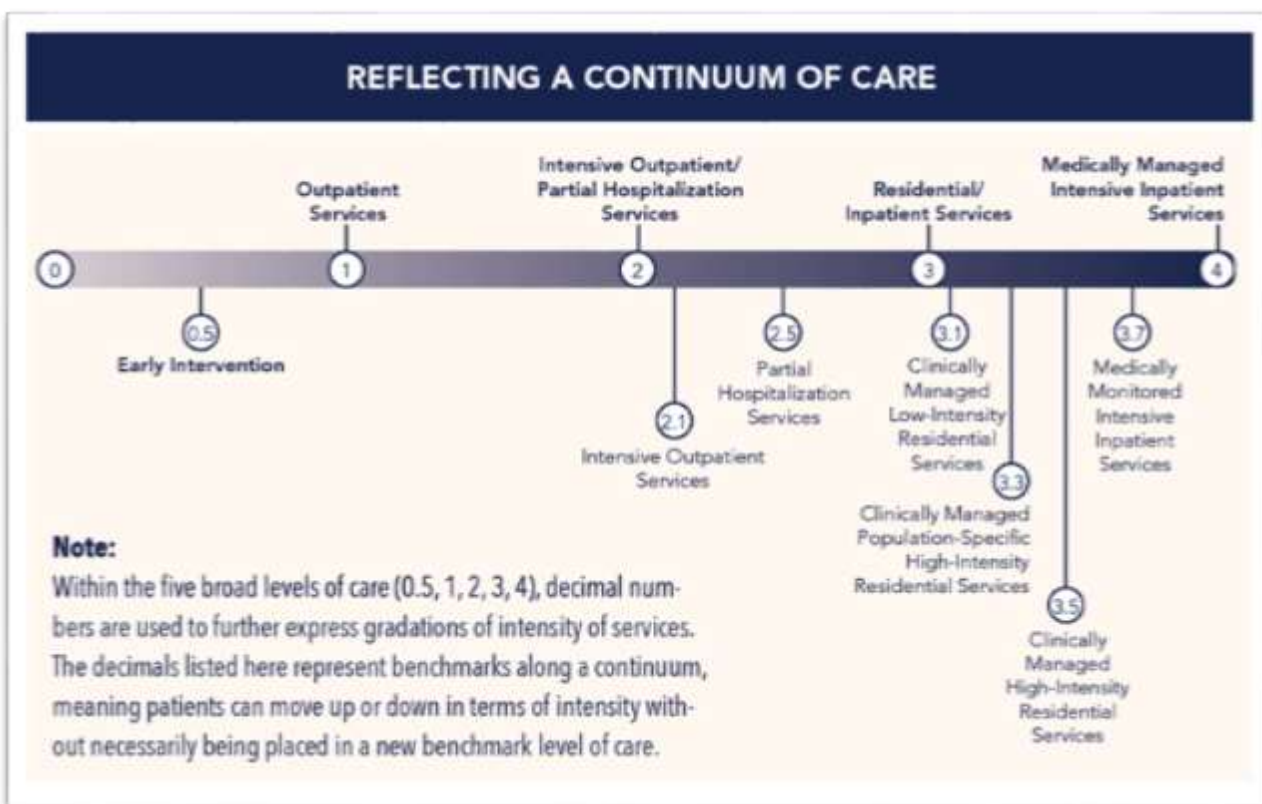 REFLECTING A CONTINUUM OF CARE
Outpatient
Services
Intensive Outpatient/
Partial Hospitalization
Services
Residential/
Inpatient Services
Medically Managed
Intensive Inpatient
Services
0
1
2
3
4
0.5
Early Intervention
2.1
Intensive Outpatient
Services
2.5
Partial
Hospitalization
Services
3.1
Clinically
Managed
Low-Intensity
Residential
Services
3.3
Clinically Managed
Population-Specific
High-Intensity
Residential Services
3.5
Clinically
Managed
High-Intensity
Residential
Services
3.7
Medically
Monitored
Intensive
Inpatient
Services
Note:
Within the five broad levels of care (0.5, 1, 2, 3, 4), decimal num-
bers are used to further express gradations of intensity of services.
The decimals listed here represent benchmarks along a continuum,
meaning patients can move up or down in terms of intensity with-
out necessarily being placed in a new benchmark level of care.